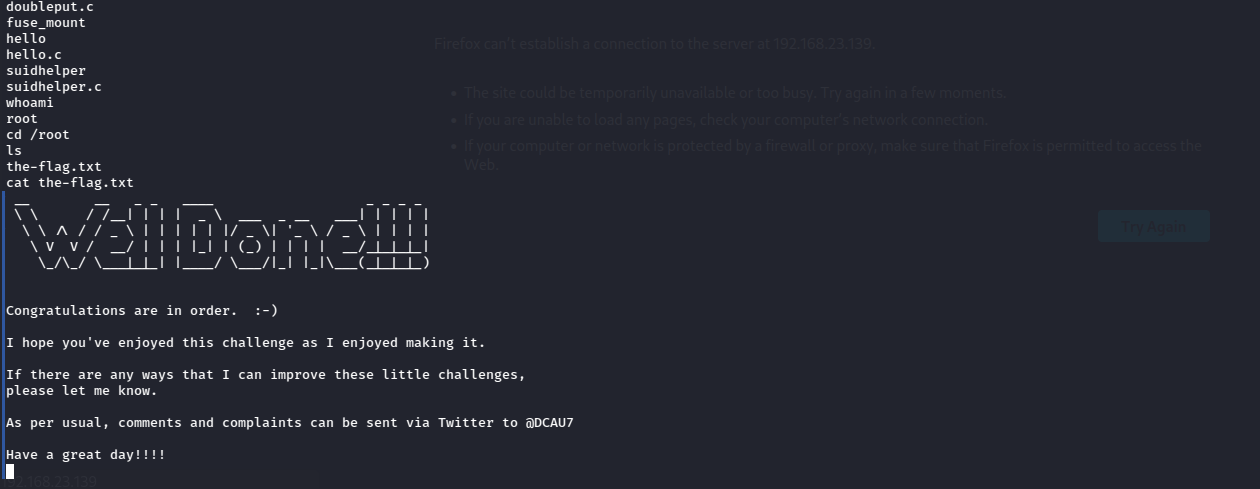 doubleput.c
fuse_mount
hello
hello.c
suidhelper
suidhelper.c
whoami
root
cd /root
ls
the-flag.txt
cat the-flag.txt
Well Done!!!!
Congratulations are in order.  :-)
I hope you've enjoyed this challenge as I enjoyed making it.
If there are any ways that I can improve these little challenges,
please let me know.
As per usual, comments and complaints can be sent via Twitter to @DCAU7
Have a great day!!!!
Firefox can't establish a connection to the server at 192.168.23.139.
• The site could be temporarily unavailable or too busy. Try again in a few moments.
• If you are unable to load any pages, check your computer's network connection.
• If your computer or network is protected by a firewall or proxy, make sure that Firefox is permitted to access the
Web.
Try Again
192.168.23.139